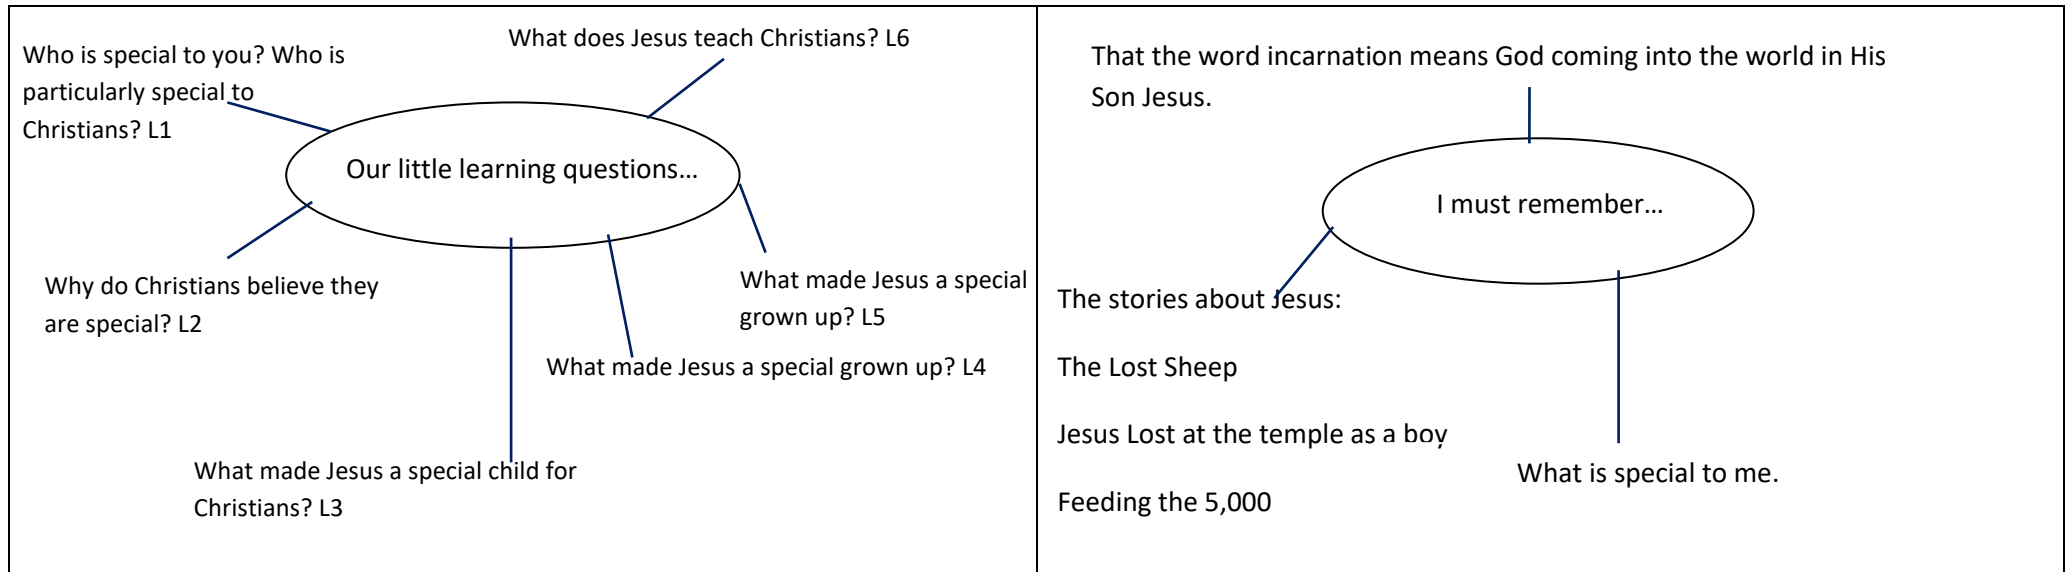 Who is special to you? Who is
particularly special to
Christians? L1
What does Jesus teach Christians? L6
Our little learning questions…
Why do Christians believe they
are special? L2
What made Jesus a special
grown up? L5
What made Jesus a special grown up? L4
What made Jesus a special child for
Christians? L3
That the word incarnation means God coming into the world in His
Son Jesus.
I must remember…
The stories about Jesus:
The Lost Sheep
Jesus Lost at the temple as a boy
Feeding the 5,000
What is special to me.